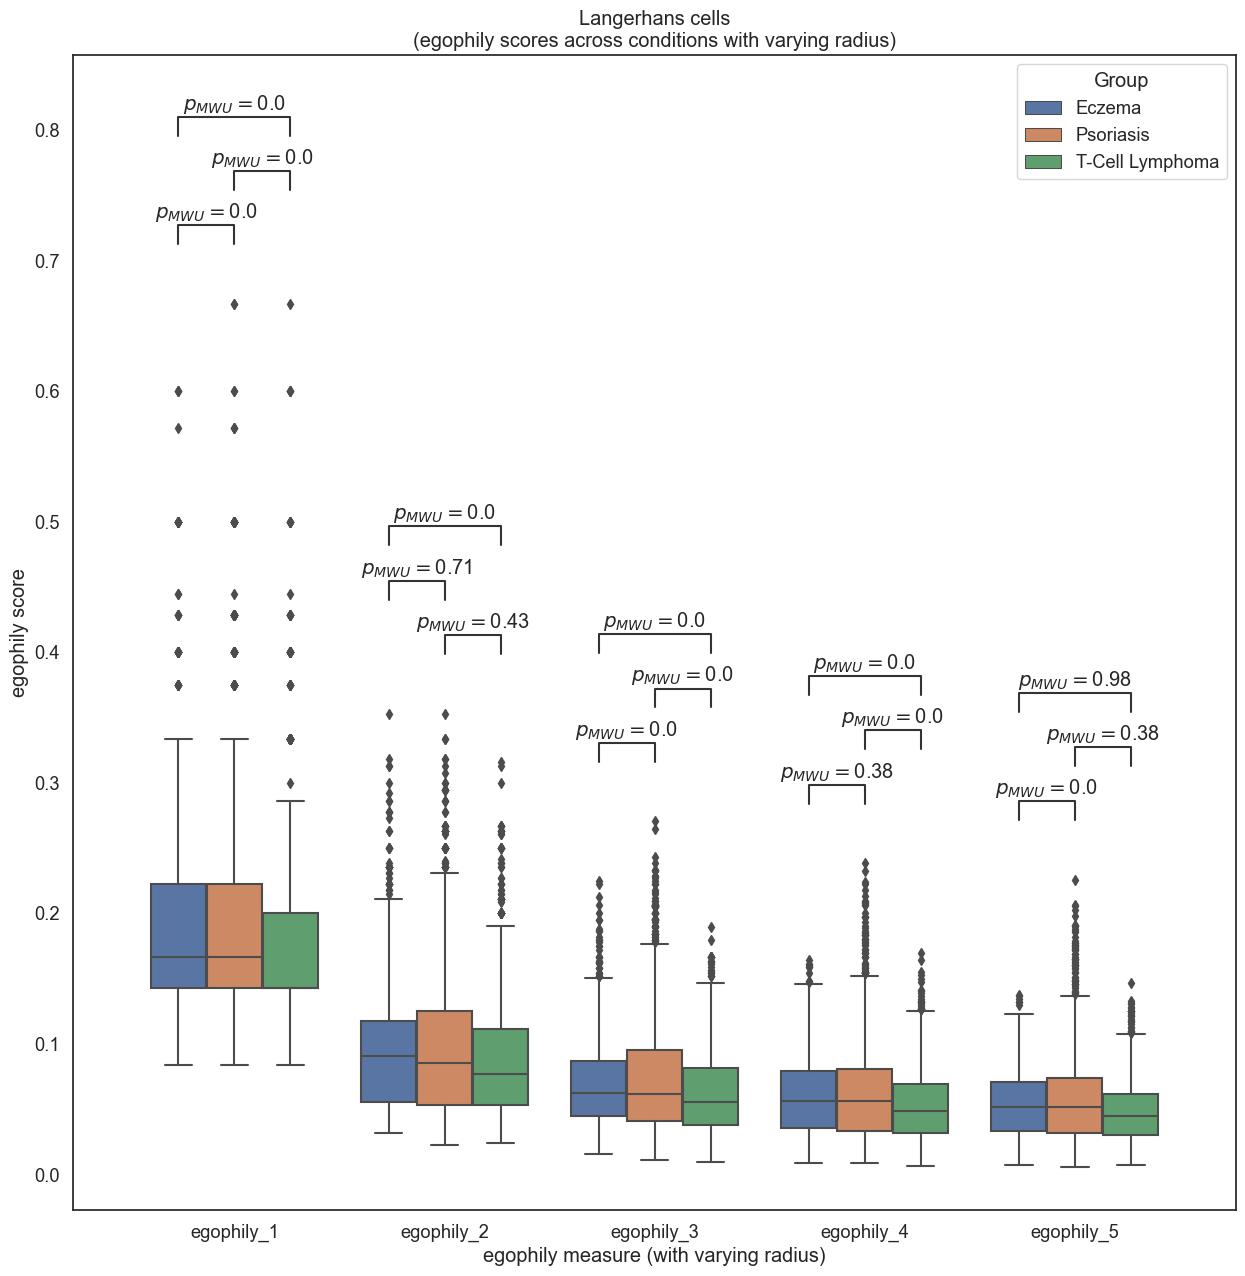 Langerhans cells
(egophily scores across conditions with varying radius)
Group
Eczema
Psoriasis
T-Cell Lymphoma
egophily score
0.8
0.7
0.6
0.5
0.4
0.3
0.2
0.1
0.0
p_MWU = 0.0
p_MWU = 0.0
p_MWU = 0.0
p_MWU = 0.0
p_MWU = 0.71
p_MWU = 0.43
p_MWU = 0.0
p_MWU = 0.0
p_MWU = 0.0
p_MWU = 0.0
p_MWU = 0.0
p_MWU = 0.38
p_MWU = 0.98
p_MWU = 0.38
p_MWU = 0.0
egophily_1 egophily_2 egophily_3 egophily_4 egophily_5
egophily measure (with varying radius)